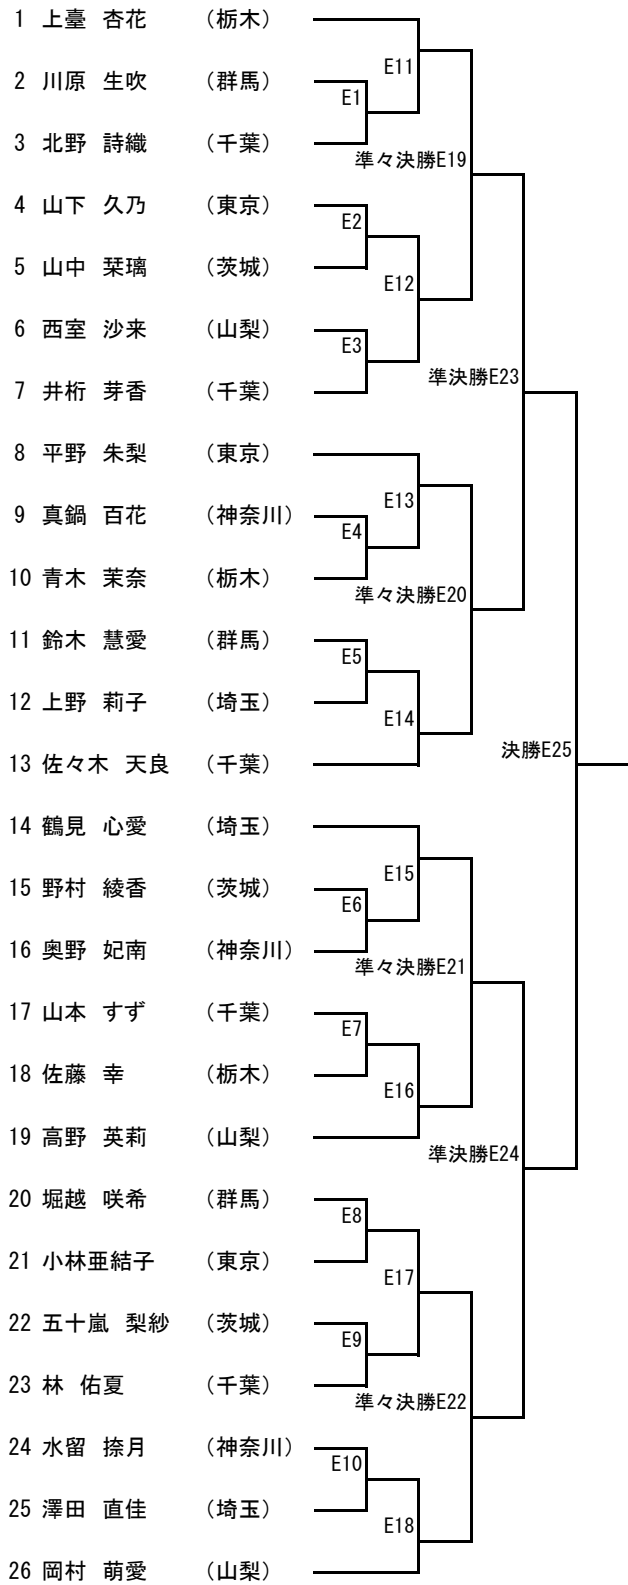 1 上臺 杏花 (栃木)
E11
2 川原 生吹 (群馬)
E1
3 北野 詩織 (千葉)
準々決勝E19
4 山下 久乃 (東京)
E2
5 山中 栞璃 (茨城)
E12
6 西室 沙来 (山梨)
E3
準決勝E23
7 井桁 芽香 (千葉)
8 平野 朱梨 (東京)
E13
9 真鍋 百花 (神奈川)
E4
10 青木 茉奈 (栃木)
準々決勝E20
11 鈴木 慧愛 (群馬)
E5
12 上野 莉子 (埼玉)
E14
決勝E25
13 佐々木 天良 (千葉)
14 鶴見 心愛 (埼玉)
E15
15 野村 綾香 (茨城)
E6
16 奥野 妃南 (神奈川)
準々決勝E21
17 山本 すず (千葉)
E7
18 佐藤 幸 (栃木)
E16
19 高野 英莉 (山梨)
準決勝E24
20 堀越 咲希 (群馬)
E8
21 小林亜結子 (東京)
E17
22 五十嵐 梨紗 (茨城)
E9
23 林 佑夏 (千葉)
準々決勝E22
24 水留 捺月 (神奈川)
E10
25 澤田 直佳 (埼玉)
E18
26 岡村 萌愛 (山梨)